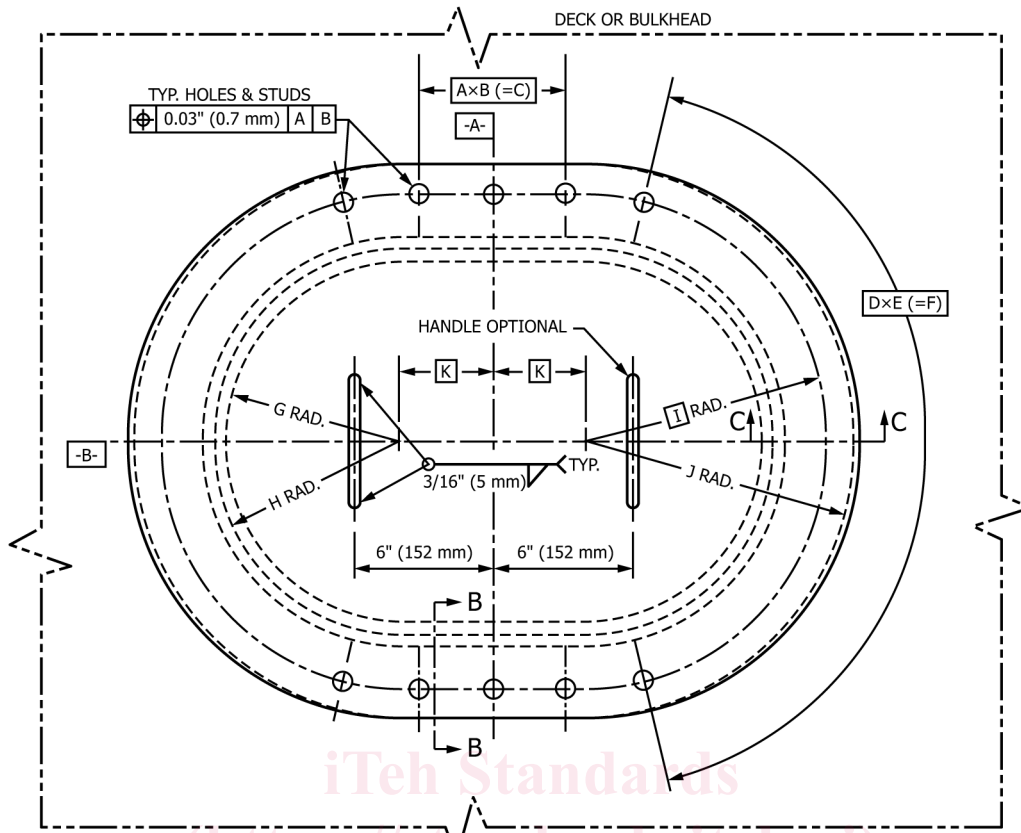 DECK OR BULKHEAD
A×B (=C)
TYP. HOLES & STUDS
⌖ 0.03" (0.7 mm) A B
-A-
D×E (=F)
HANDLE OPTIONAL
K K
G RAD.
I RAD.
C C
-B-
H RAD.
3/16" (5 mm)
TYP.
J RAD.
6" (152 mm) 6" (152 mm)
B
B
iTeh Standards